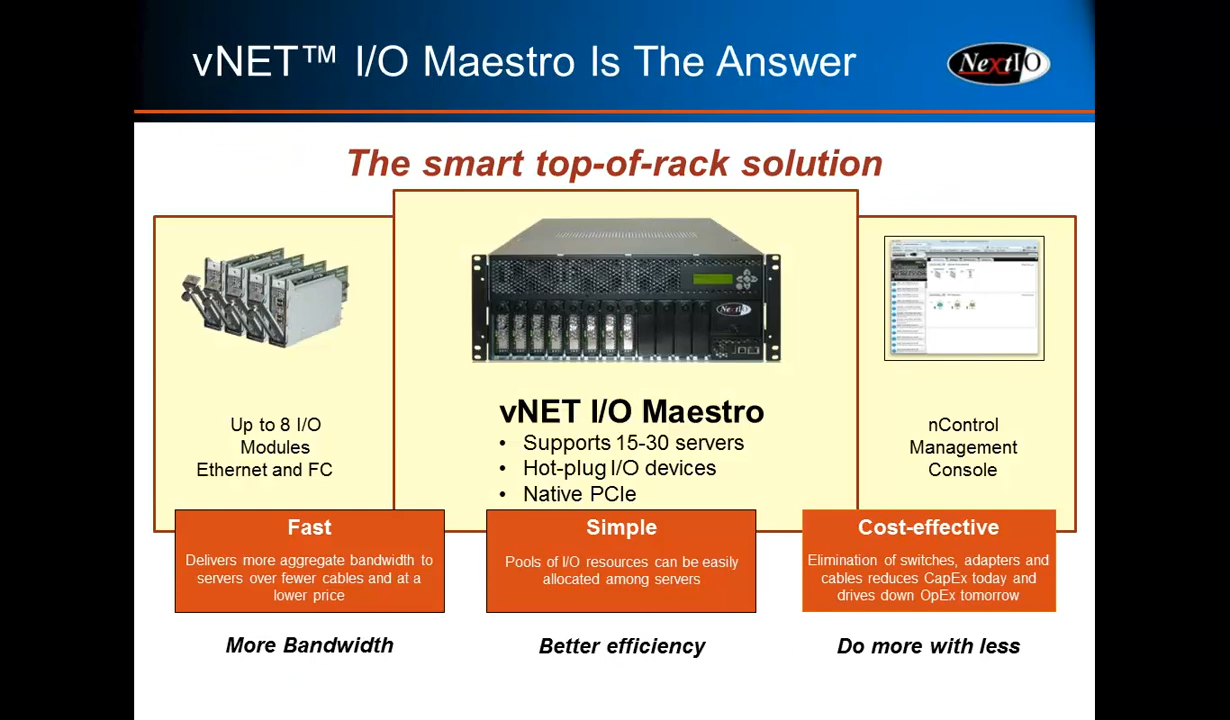 vNET™ I/O Maestro Is The Answer
NextIO
The smart top-of-rack solution
NextIO
Up to 8 I/O
Modules
Ethernet and FC
vNET I/O Maestro
• Supports 15-30 servers
• Hot-plug I/O devices
• Native PCIe
nControl
Management
Console
Fast
Delivers more aggregate bandwidth to
servers over fewer cables and at a
lower price
Simple
Pools of I/O resources can be easily
allocated among servers
Cost-effective
Elimination of switches, adapters and
cables reduces CapEx today and
drives down OpEx tomorrow
More Bandwidth
Better efficiency
Do more with less